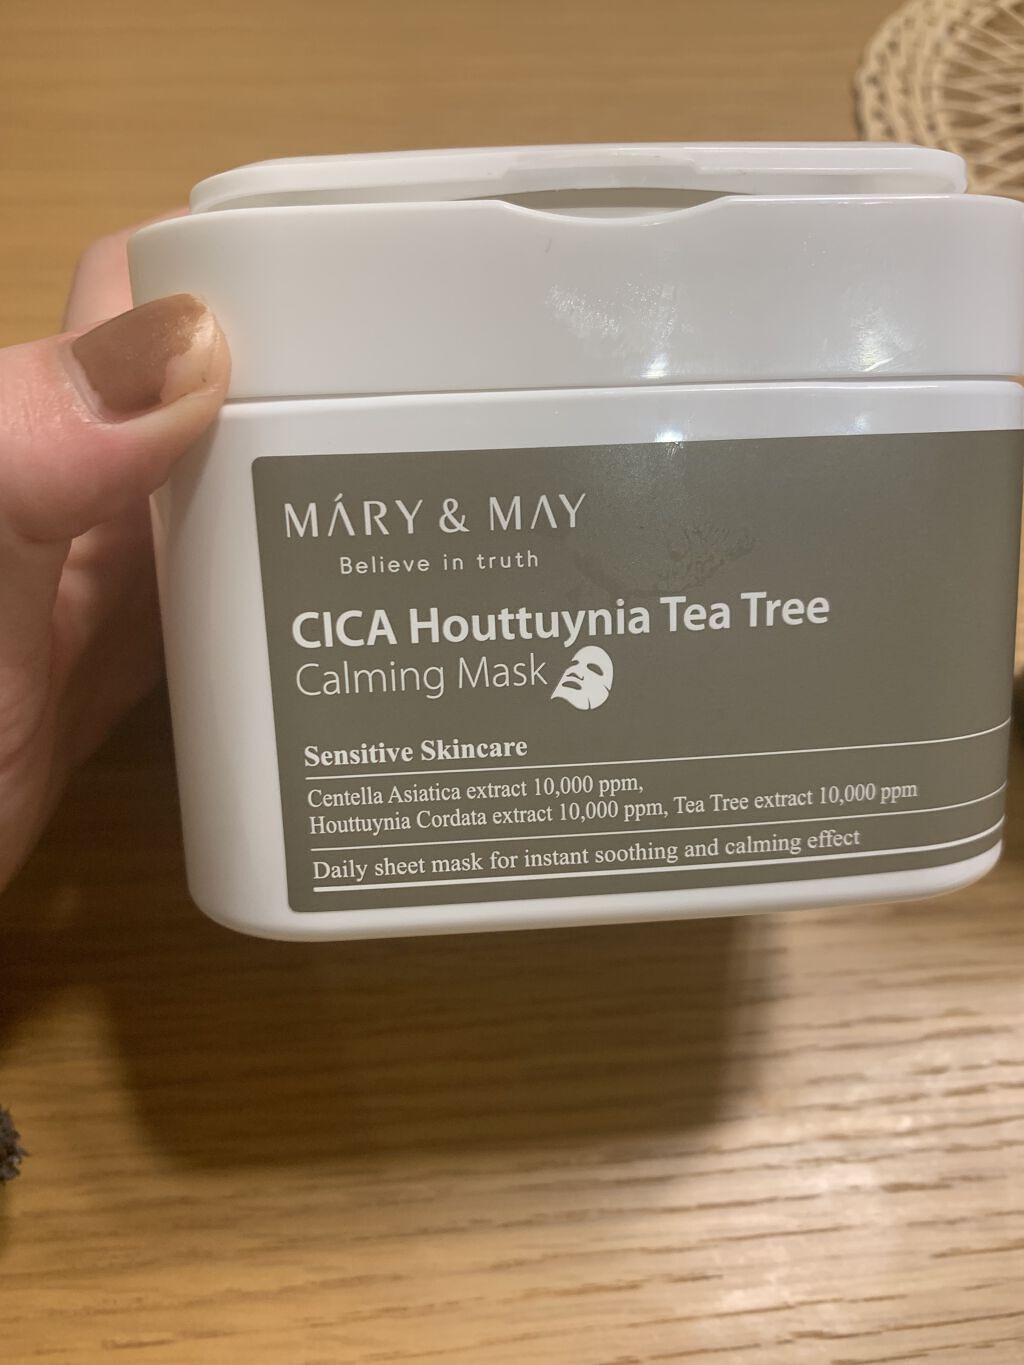 MÁRY & MAY
Believe in truth
CICA Houttuynia Tea Tree
Calming Mask
Sensitive Skincare
Centella Asiatica extract 10,000 ppm,
Houttuynia Cordata extract 10,000 ppm, Tea Tree extract 10,000 ppm
Daily sheet mask for instant soothing and calming effect